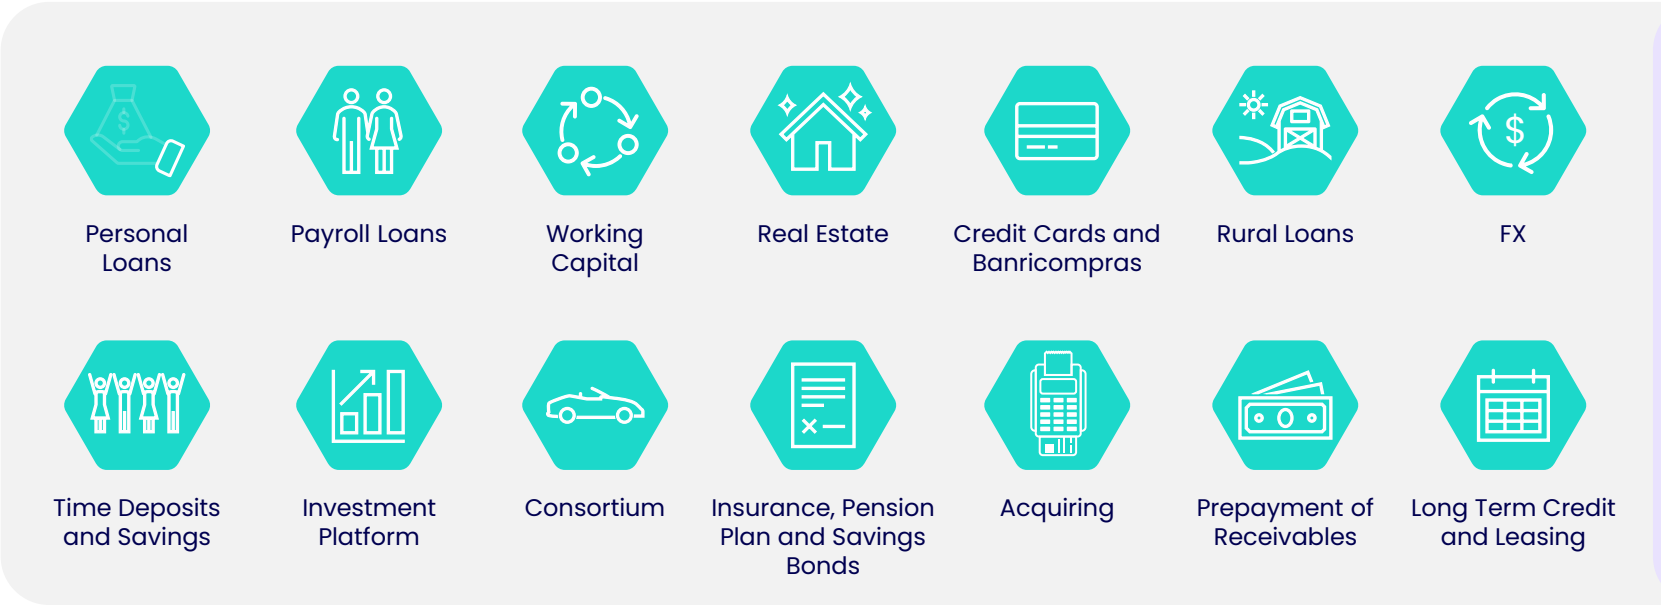 Personal
Loans
Payroll Loans
Working
Capital
Real Estate
Credit Cards and
Banricompras
Rural Loans
$
FX
Time Deposits
and Savings
Investment
Platform
Consortium
Insurance, Pension
Plan and Savings
Bonds
Acquiring
Prepayment of
Receivables
Long Term Credit
and Leasing